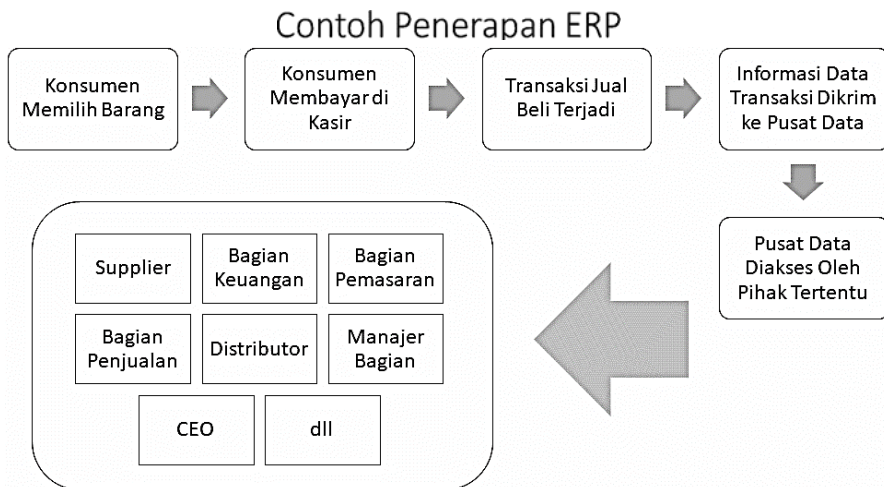 Contoh Penerapan ERP
Konsumen
Memilih Barang
Konsumen
Membayar di
Kasir
Transaksi Jual
Beli Terjadi
Informasi Data
Transaksi Dikrim
ke Pusat Data
Pusat Data
Diakses Oleh
Pihak Tertentu
Supplier
Bagian
Keuangan
Bagian
Pemasaran
Bagian
Penjualan
Distributor
Manajer
Bagian
CEO
dll